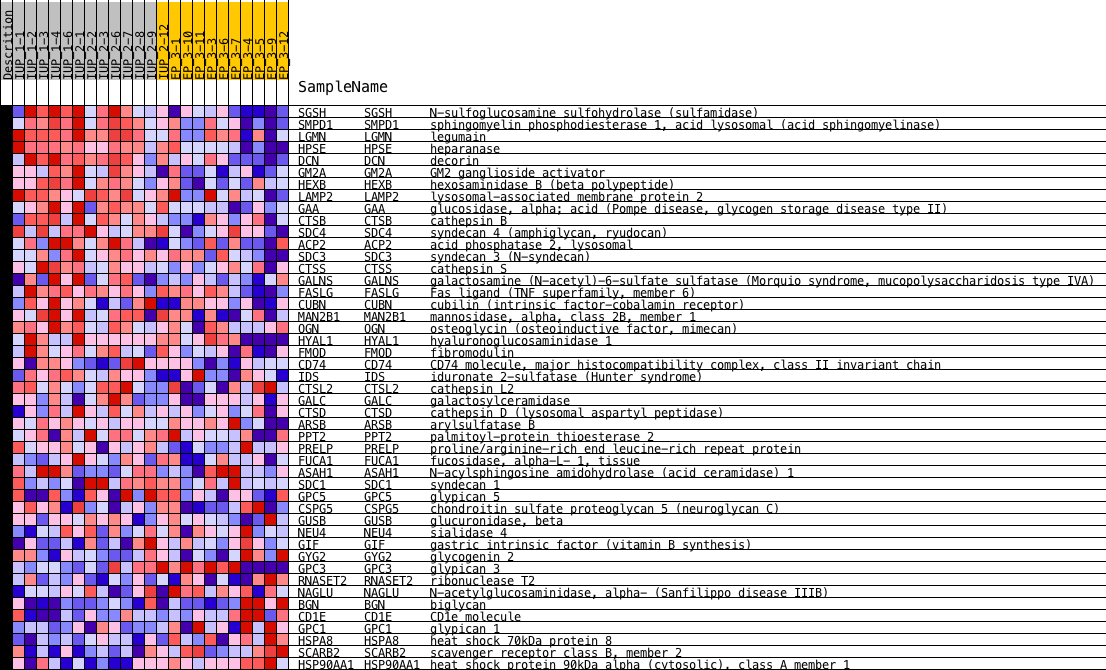 Descrition
IUP_1-1
IUP_1-2
IUP_1-3
IUP_1-4
IUP_1-6
IUP_2-1
IUP_2-2
IUP_2-3
IUP_2-6
IUP_2-7
IUP_2-8
IUP_2-9
IUP_2-12
EP_3-1
EP_3-10
EP_3-11
EP_3-3
EP_3-6
EP_3-7
EP_3-4
EP_3-5
EP_3-9
EP_3-12
SampleName
SGSH SGSH N-sulfoglucosamine sulfohydrolase (sulfamidase)
SMPD1 SMPD1 sphingomyelin phosphodiesterase 1, acid lysosomal (acid sphingomyelinase)
LGMN LGMN legumain
HPSE HPSE heparanase
DCN DCN decorin
GM2A GM2A GM2 ganglioside activator
HEXB HEXB hexosaminidase B (beta polypeptide)
LAMP2 LAMP2 lysosomal-associated membrane protein 2
GAA GAA glucosidase, alpha; acid (Pompe disease, glycogen storage disease type II)
CTSB CTSB cathepsin B
SDC4 SDC4 syndecan 4 (amphiglycan, ryudocan)
ACP2 ACP2 acid phosphatase 2, lysosomal
SDC3 SDC3 syndecan 3 (N-syndecan)
CTSS CTSS cathepsin S
GALNS GALNS galactosamine (N-acetyl)-6-sulfate sulfatase (Morquio syndrome, mucopolysaccharidosis type IVA)
FASLG FASLG Fas ligand (TNF superfamily, member 6)
CUBN CUBN cubilin (intrinsic factor-cobalamin receptor)
MAN2B1 MAN2B1 mannosidase, alpha, class 2B, member 1
OGN OGN osteoglycin (osteoinductive factor, mimecan)
HYAL1 HYAL1 hyaluronoglucosaminidase 1
FMOD FMOD fibromodulin
CD74 CD74 CD74 molecule, major histocompatibility complex, class II invariant chain
IDS IDS iduronate 2-sulfatase (Hunter syndrome)
CTSL2 CTSL2 cathepsin L2
GALC GALC galactosylceramidase
CTSD CTSD cathepsin D (lysosomal aspartyl peptidase)
ARSB ARSB arylsulfatase B
PPT2 PPT2 palmitoyl-protein thioesterase 2
PRELP PRELP proline/arginine-rich end leucine-rich repeat protein
FUCA1 FUCA1 fucosidase, alpha-L- 1, tissue
ASAH1 ASAH1 N-acylsphingosine amidohydrolase (acid ceramidase) 1
SDC1 SDC1 syndecan 1
GPC5 GPC5 glypican 5
CSPG5 CSPG5 chondroitin sulfate proteoglycan 5 (neuroglycan C)
GUSB GUSB glucuronidase, beta
NEU4 NEU4 sialidase 4
GIF GIF gastric intrinsic factor (vitamin B synthesis)
GYG2 GYG2 glycogenin 2
GPC3 GPC3 glypican 3
RNASET2 RNASET2 ribonuclease T2
NAGLU NAGLU N-acetylglucosaminidase, alpha- (Sanfilippo disease IIIB)
BGN BGN biglycan
CD1E CD1E CD1e molecule
GPC1 GPC1 glypican 1
HSPA8 HSPA8 heat shock 70kDa protein 8
SCARB2 SCARB2 scavenger receptor class B, member 2
HSP90AA1 HSP90AA1 heat shock protein 90kDa alpha (cytosolic), class A member 1